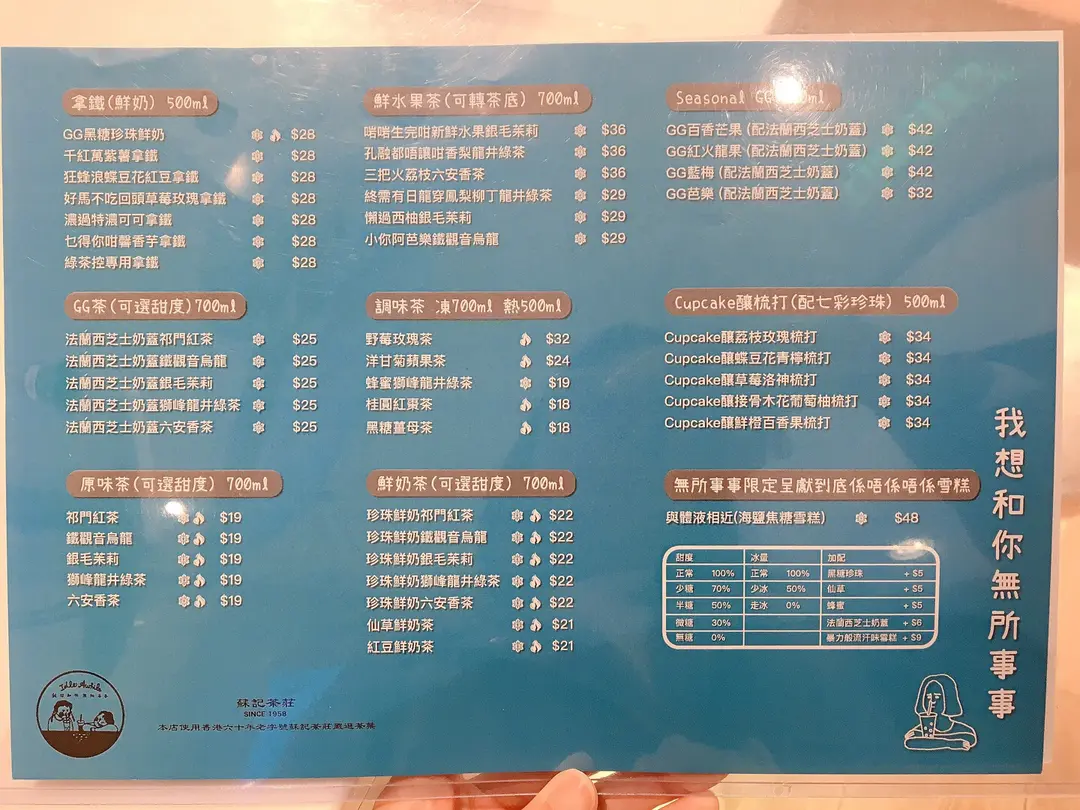 拿鐵(鮮奶) 500ml
GG黑糖珍珠鮮奶 $28
千紅萬紫薯拿鐵 $28
狂蜂浪蝶豆花紅豆拿鐵 $28
好馬不吃回頭草莓玫瑰拿鐵 $28
濃過特濃可可拿鐵 $28
乜得你咁馨香芋拿鐵 $28
綠茶控專用拿鐵 $28
GG茶(可選甜度)700ml
法蘭西芝士奶蓋祁門紅茶 $25
法蘭西芝士奶蓋鐵觀音烏龍 $25
法蘭西芝士奶蓋銀毛茉莉 $25
法蘭西芝士奶蓋獅峰龍井綠茶 $25
法蘭西芝士奶蓋六安香茶 $25
原味茶(可選甜度) 700ml
祁門紅茶 $19
鐵觀音烏龍 $19
銀毛茉莉 $19
獅峰龍井綠茶 $19
六安香茶 $19
鮮水果茶(可轉茶底) 700ml
啱啱生完咁新鮮水果銀毛茉莉 $36
孔融都唔讓咁香梨龍井綠茶 $36
三把火荔枝六安香茶 $36
終需有日龍穿鳳梨柳丁龍井綠茶 $29
懶過西柚銀毛茉莉 $29
小你阿芭樂鐵觀音烏龍 $29
調味茶 凍700ml 熱500ml
野莓玫瑰茶 $32
洋甘菊蘋果茶 $24
蜂蜜獅峰龍井綠茶 $19
桂圓紅棗茶 $18
黑糖薑母茶 $18
鮮奶茶(可選甜度) 700ml
珍珠鮮奶祁門紅茶 $22
珍珠鮮奶鐵觀音烏龍 $22
珍珠鮮奶銀毛茉莉 $22
珍珠鮮奶獅峰龍井綠茶 $22
珍珠鮮奶六安香茶 $22
仙草鮮奶茶 $21
紅豆鮮奶茶 $21
Seasonal GG 700ml
GG百香芒果 (配法蘭西芝士奶蓋) $42
GG紅火龍果 (配法蘭西芝士奶蓋) $42
GG藍莓 (配法蘭西芝士奶蓋) $42
GG芭樂 (配法蘭西芝士奶蓋) $32
Cupcake釀梳打(配七彩珍珠) 500ml
Cupcake釀荔枝玫瑰梳打 $34
Cupcake釀蝶豆花青檸梳打 $34
Cupcake釀草莓洛神梳打 $34
Cupcake釀接骨木花葡萄柚梳打 $34
Cupcake釀鮮橙百香果梳打 $34
無所事事限定呈獻到底係唔係唔係雪糕
與體液相近(海鹽焦糖雪糕) $48
甜度 冰量 加配
正常 100% 正常 100% 黑糖珍珠 + $5
少糖 70% 少冰 50% 仙草 + $5
半糖 50% 走冰 0% 蜂蜜 + $5
微糖 30% 法蘭西芝士奶蓋 + $6
無糖 0% 暴力般流汗味雪糕 + $9
我想和你無所事事
蘇記茶莊
SINCE 1958
本店使用香港六十年老字號蘇記茶莊嚴選茶葉